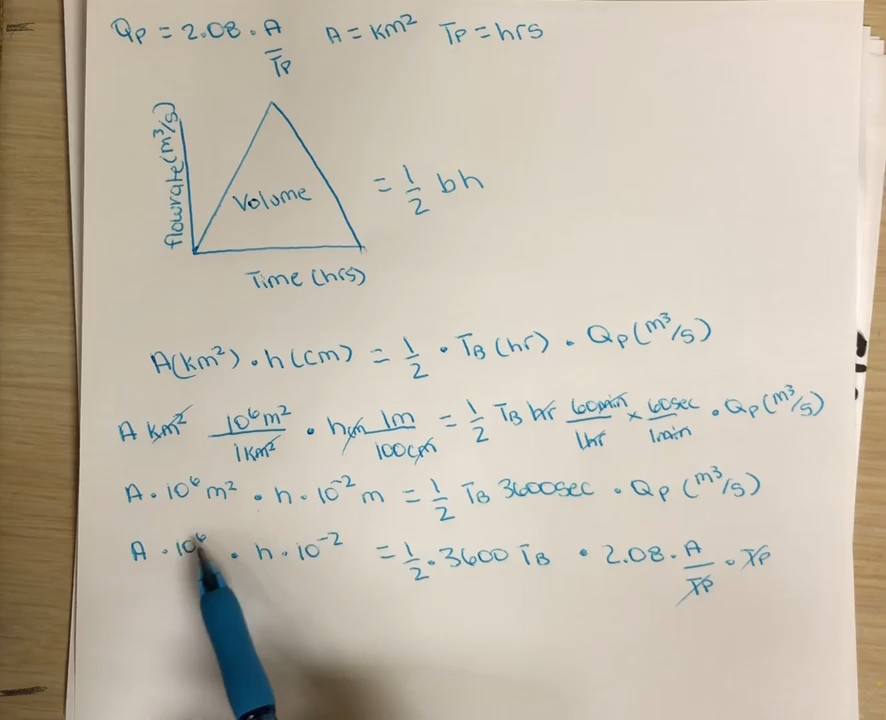 Qp = 2.08 · A/Tp A = km² Tp = hrs
flowrate (m³/s)
Volume
= 1/2 bh
Time (hrs)
A(km²) · h(cm) = 1/2 · TB (hr) · Qp (m³/s)
A km² 10⁶m²/1km² · hcm 1m/100cm = 1/2 TB hr 60min/1hr × 60sec/1min · Qp (m³/s)
A · 10⁶ m² · h · 10⁻² m = 1/2 TB 3600sec · Qp (m³/s)
A · 10⁶ · h · 10⁻² = 1/2 · 3600 TB · 2.08 · A/Tp · Tp